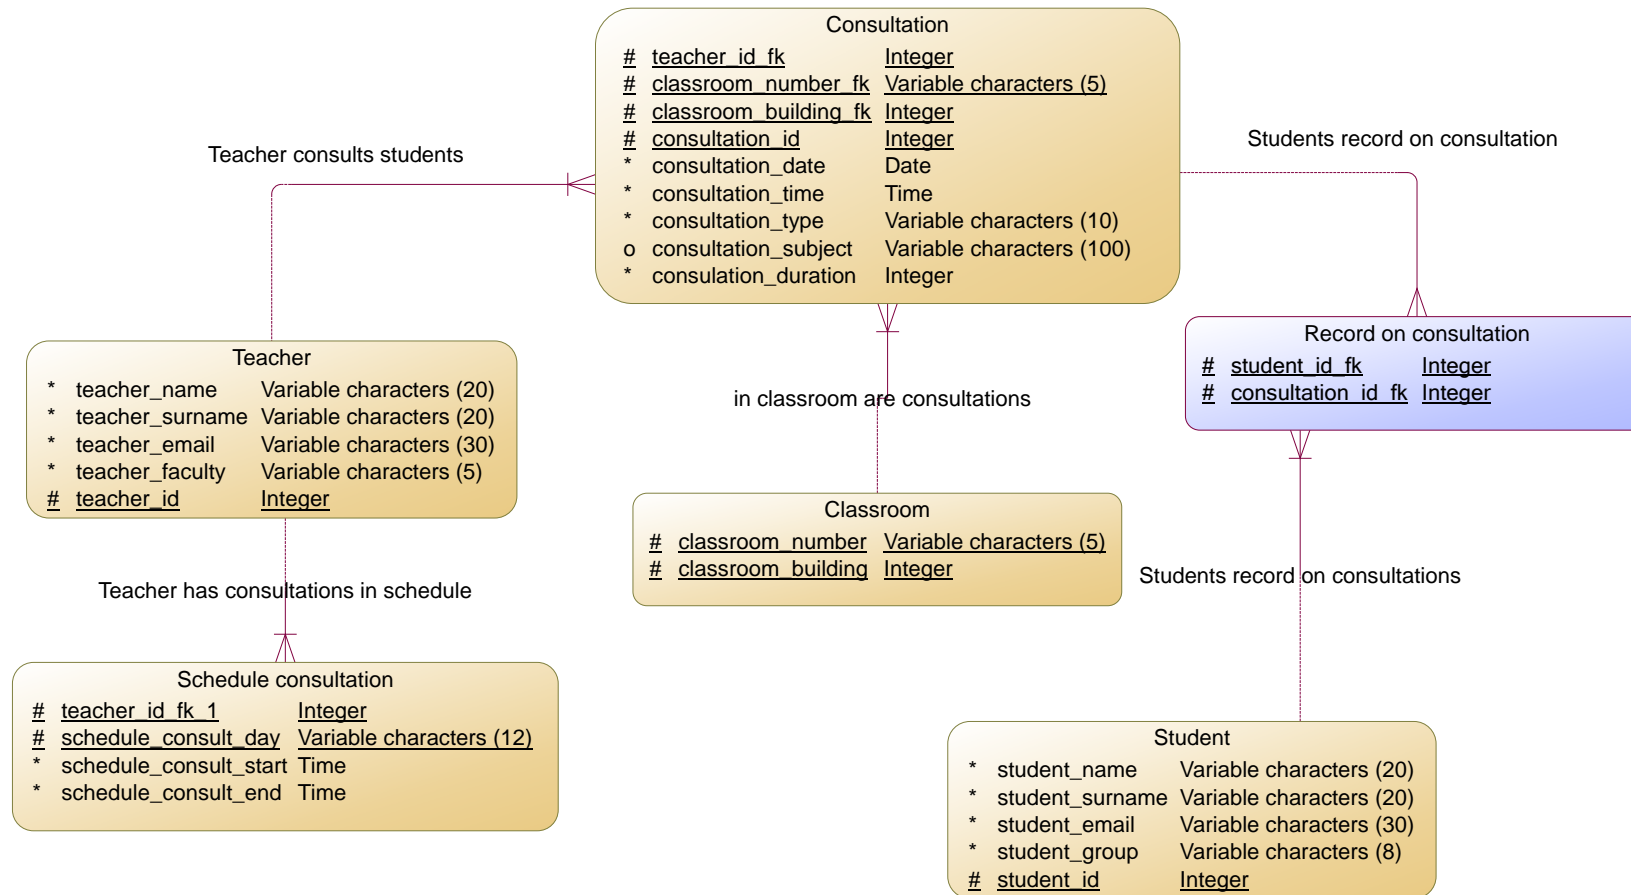 Consultation
# teacher_id_fk Integer
# classroom_number_fk Variable characters (5)
# classroom_building_fk Integer
# consultation_id Integer
* consultation_date Date
* consultation_time Time
* consultation_type Variable characters (10)
o consultation_subject Variable characters (100)
* consulation_duration Integer
Teacher consults students
Students record on consultation
Teacher
* teacher_name Variable characters (20)
* teacher_surname Variable characters (20)
* teacher_email Variable characters (30)
* teacher_faculty Variable characters (5)
# teacher_id Integer
in classroom are consultations
Record on consultation
# student_id_fk Integer
# consultation_id_fk Integer
Classroom
# classroom_number Variable characters (5)
# classroom_building Integer
Teacher has consultations in schedule
Students record on consultations
Schedule consultation
# teacher_id_fk_1 Integer
# schedule_consult_day Variable characters (12)
* schedule_consult_start Time
* schedule_consult_end Time
Student
* student_name Variable characters (20)
* student_surname Variable characters (20)
* student_email Variable characters (30)
* student_group Variable characters (8)
# student_id Integer